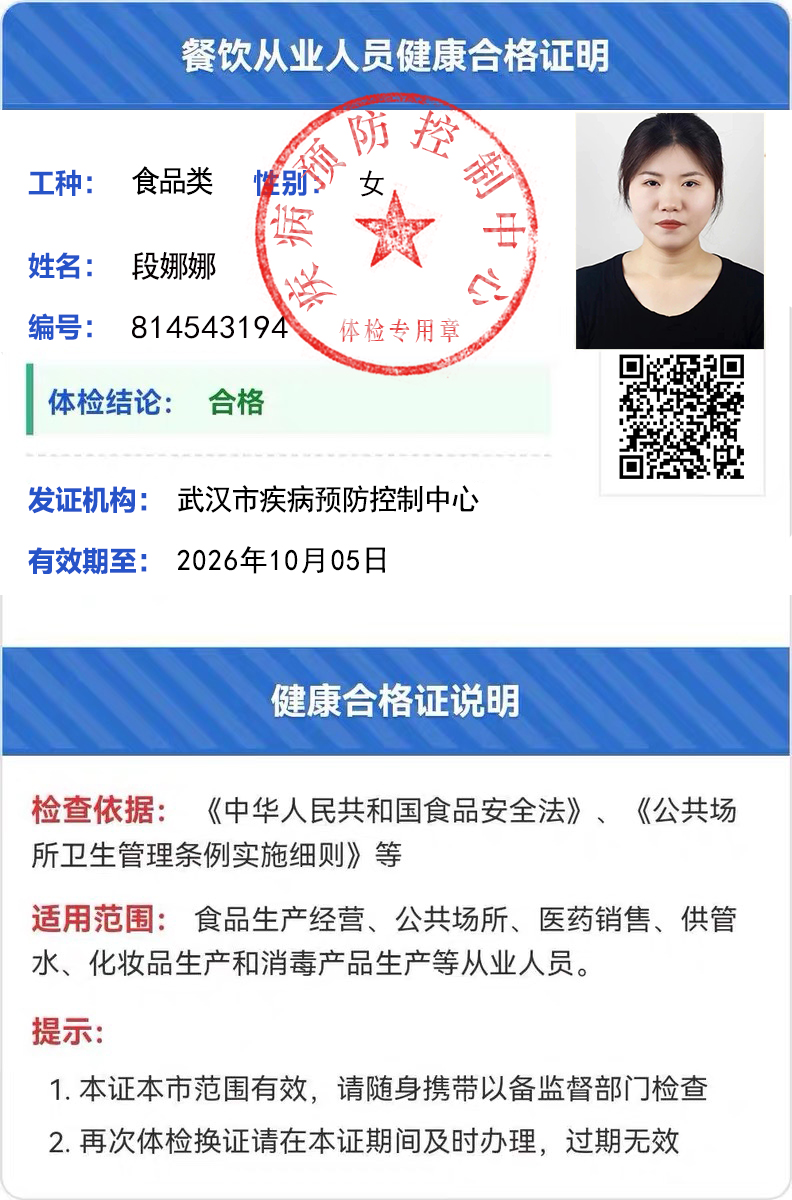 餐饮从业人员健康合格证明
工种： 食品类 性别： 女
姓名： 段娜娜
编号： 814543194
疾病预防控制中心
体检专用章
体检结论： 合格
发证机构： 武汉市疾病预防控制中心
有效期至： 2026年10月05日
健康合格证说明
检查依据： 《中华人民共和国食品安全法》、《公共场
所卫生管理条例实施细则》等
适用范围： 食品生产经营、公共场所、医药销售、供管
水、化妆品生产和消毒产品生产等从业人员。
提示：
1. 本证本市范围有效，请随身携带以备监督部门检查
2. 再次体检换证请在本证期间及时办理，过期无效